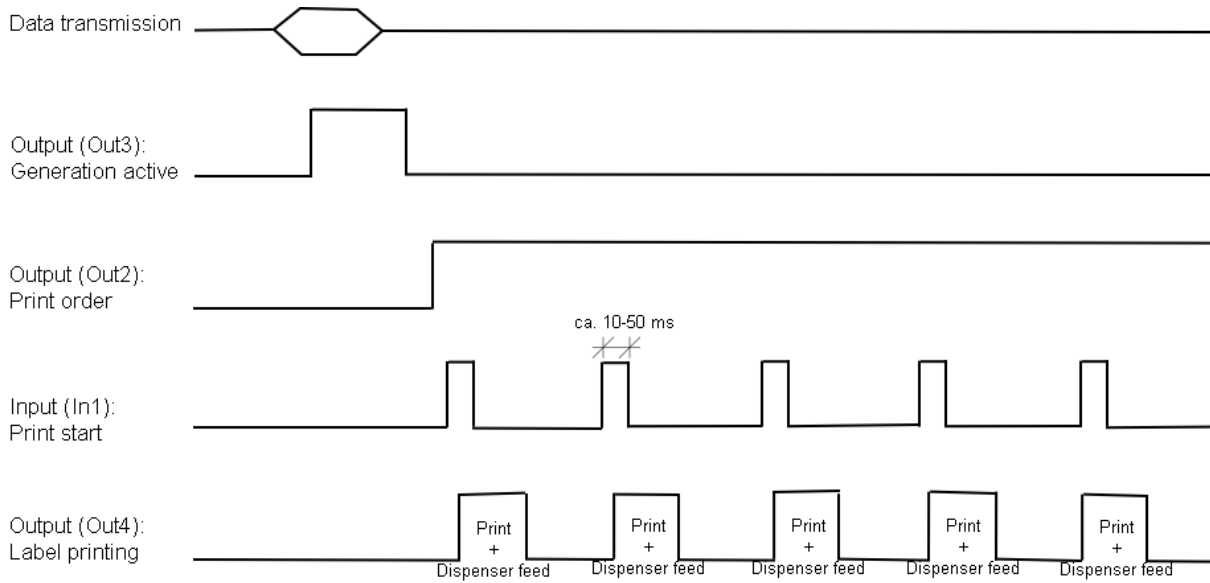 Data transmission
Output (Out3):
Generation active
Output (Out2):
Print order
ca. 10-50 ms
Input (In1):
Print start
Output (Out4):
Label printing
Print
+
Dispenser feed
Print
+
Dispenser feed
Print
+
Dispenser feed
Print
+
Dispenser feed
Print
+
Dispenser feed